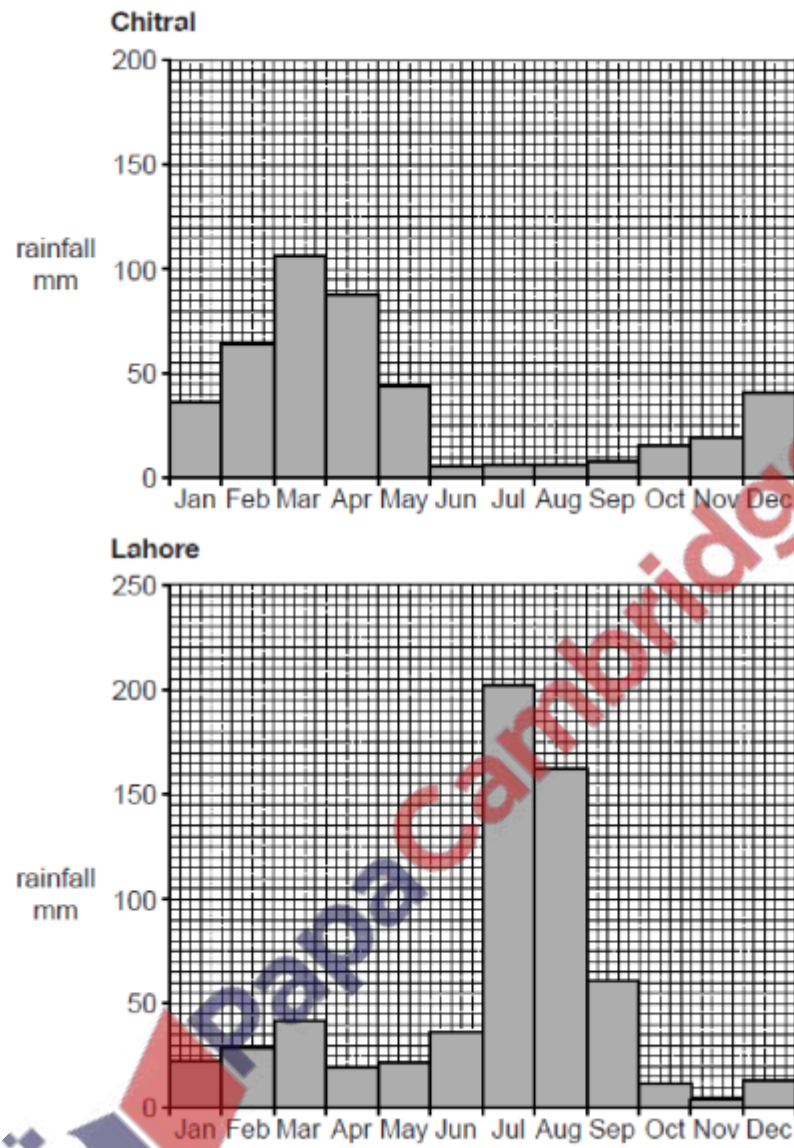 Chitral
200
150
rainfall
mm
100
50
0
Jan Feb Mar Apr May Jun Jul Aug Sep Oct Nov Dec
Lahore
250
200
150
rainfall
mm
100
50
0
Jan Feb Mar Apr May Jun Jul Aug Sep Oct Nov Dec
PapaCambridge